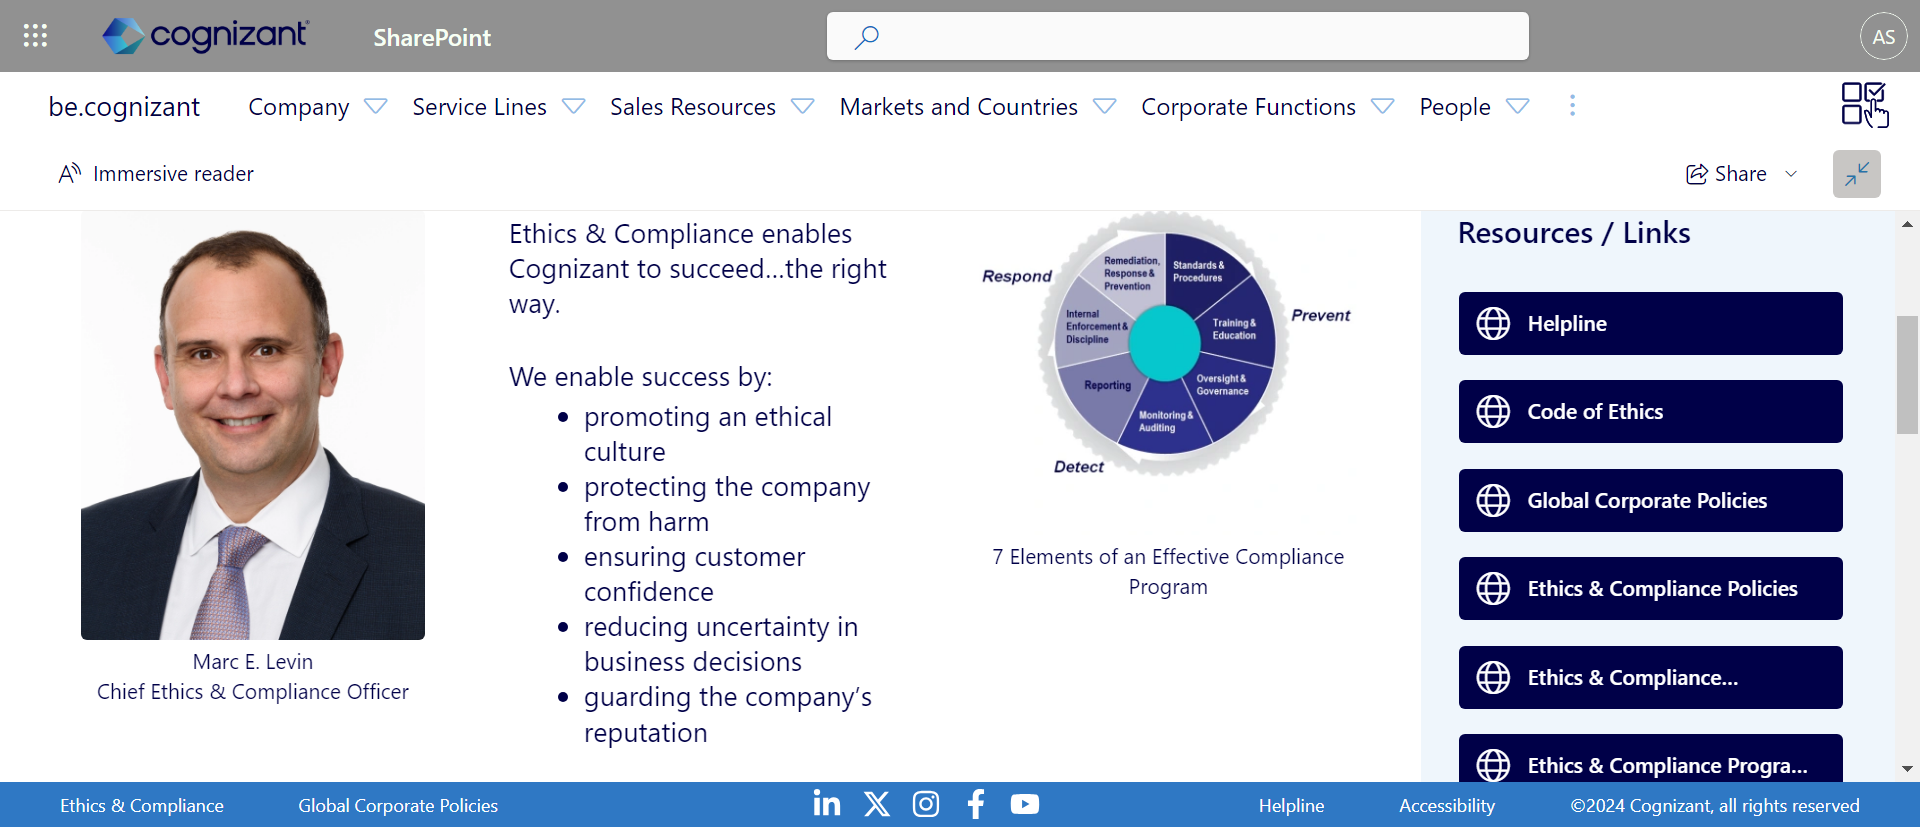 cognizant
SharePoint
AS
be.cognizant
Company
Service Lines
Sales Resources
Markets and Countries
Corporate Functions
People
Immersive reader
Share
Marc E. Levin
Chief Ethics & Compliance Officer
Ethics & Compliance enables
Cognizant to succeed...the right
way.
We enable success by:
• promoting an ethical
culture
• protecting the company
from harm
• ensuring customer
confidence
• reducing uncertainty in
business decisions
• guarding the company’s
reputation
Respond
Prevent
Detect
Remediation,
Response &
Prevention
Standards &
Procedures
Training &
Education
Oversight &
Governance
Monitoring &
Auditing
Reporting
Internal
Enforcement &
Discipline
7 Elements of an Effective Compliance
Program
Resources / Links
Helpline
Code of Ethics
Global Corporate Policies
Ethics & Compliance Policies
Ethics & Compliance...
Ethics & Compliance Progra...
Ethics & Compliance
Global Corporate Policies
Helpline
Accessibility
©2024 Cognizant, all rights reserved